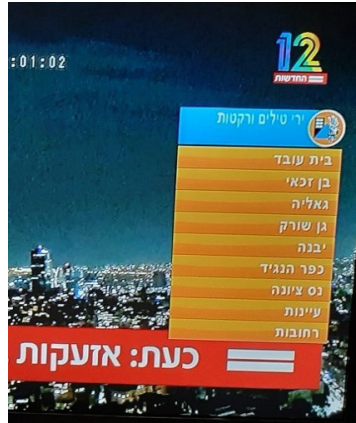 :01:02
12
החדשות
ירי טילים ורקטות
בית עובד
בן זכאי
גאליה
גן שורק
יבנה
כפר הנגיד
נס ציונה
עיינות
רחובות
כעת: אזעקות